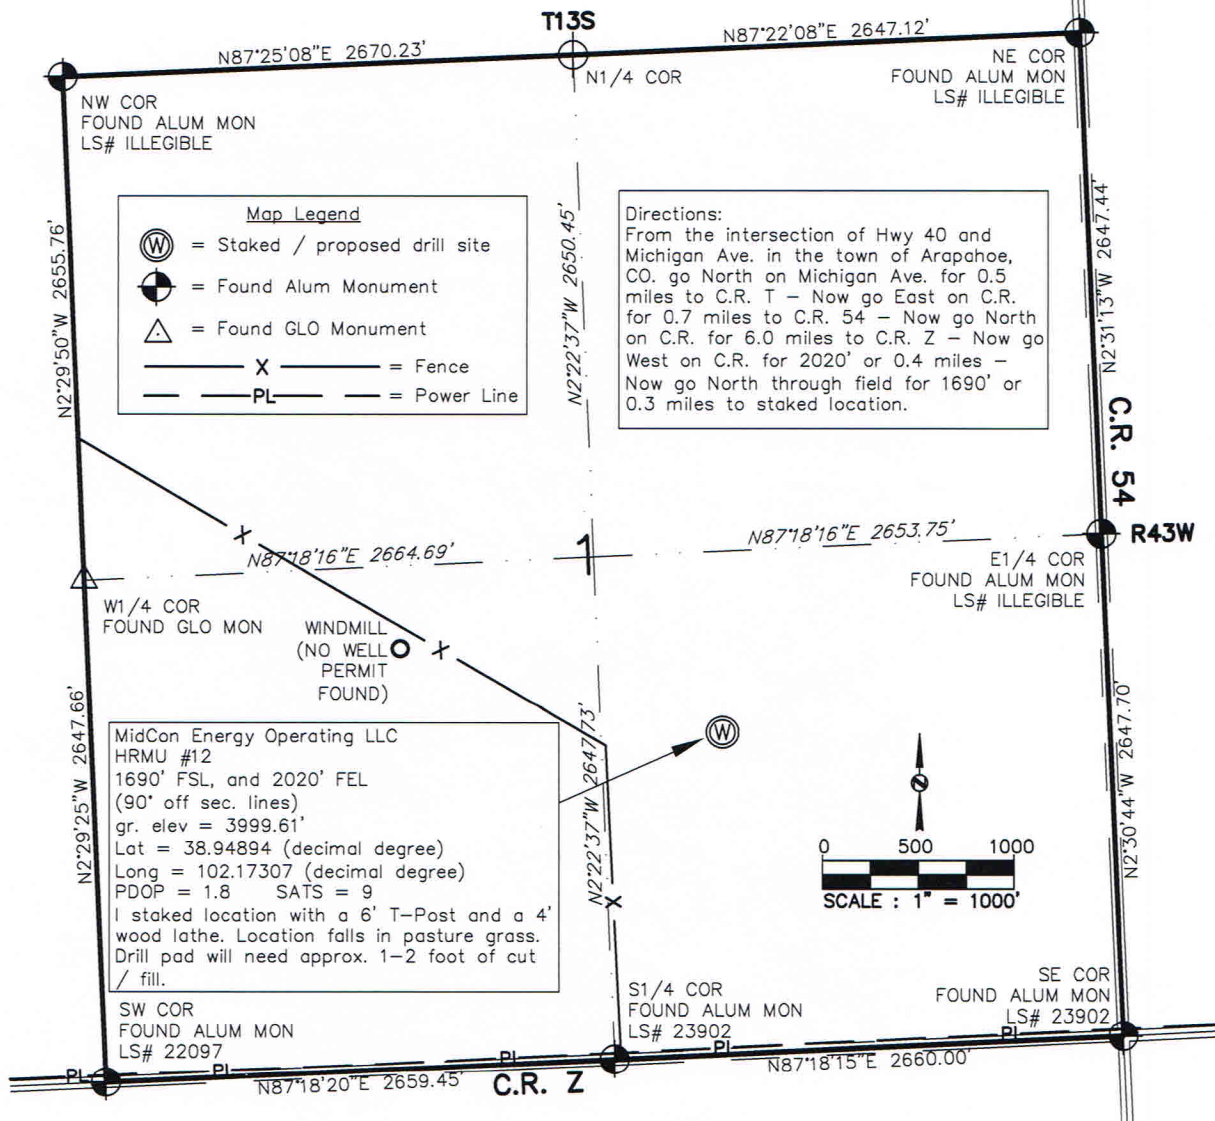 T13S
N87°25'08"E 2670.23'
N87°22'08"E 2647.12'
N1/4 COR
NE COR
FOUND ALUM MON
LS# ILLEGIBLE
NW COR
FOUND ALUM MON
LS# ILLEGIBLE
N2°29'50"W 2655.76'
Map Legend
W = Staked / proposed drill site
= Found Alum Monument
= Found GLO Monument
X = Fence
PL = Power Line
N2°22'37"W 2650.45'
Directions:
From the intersection of Hwy 40 and
Michigan Ave. in the town of Arapahoe,
CO. go North on Michigan Ave. for 0.5
miles to C.R. T – Now go East on C.R.
for 0.7 miles to C.R. 54 – Now go North
on C.R. for 6.0 miles to C.R. Z – Now go
West on C.R. for 2020' or 0.4 miles –
Now go North through field for 1690' or
0.3 miles to staked location.
N2°31'13"W 2647.44'
C.R. 54
X
N87°18'16"E 2664.69'
1
N87°18'16"E 2653.75'
R43W
E1/4 COR
FOUND ALUM MON
LS# ILLEGIBLE
W1/4 COR
FOUND GLO MON
WINDMILL
(NO WELL
PERMIT
FOUND)
X
N2°29'25"W 2647.66'
MidCon Energy Operating LLC
HRMU #12
1690' FSL, and 2020' FEL
(90° off sec. lines)
gr. elev = 3999.61'
Lat = 38.94894 (decimal degree)
Long = 102.17307 (decimal degree)
PDOP = 1.8 SATS = 9
I staked location with a 6' T-Post and a 4'
wood lathe. Location falls in pasture grass.
Drill pad will need approx. 1-2 foot of cut
/ fill.
N2°22'37"W 2647.73'
X
W
N
0 500 1000
SCALE : 1" = 1000'
N2°30'44"W 2647.70'
SW COR
FOUND ALUM MON
LS# 22097
S1/4 COR
FOUND ALUM MON
LS# 23902
SE COR
FOUND ALUM MON
LS# 23902
PL
PL
PL
PL
PL
N87°18'20"E 2659.45'
C.R. Z
N87°18'15"E 2660.00'